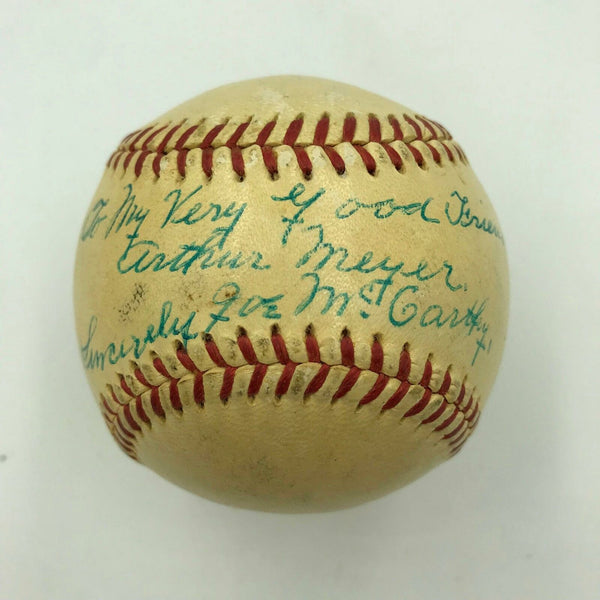 To My Very Good Friend
Arthur Meyer.
Sincerely Joe McCarthy.